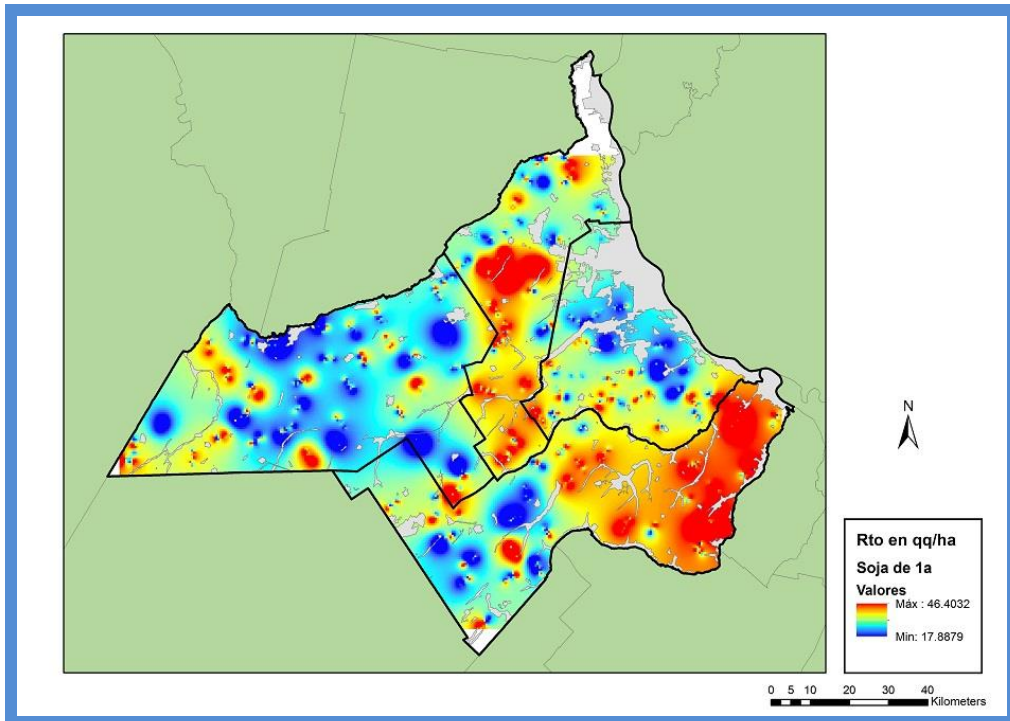 N
Rto en qq/ha
Soja de 1a
Valores
Máx : 46.4032
Min: 17.8879
0 5 10 20 30 40
Kilometers